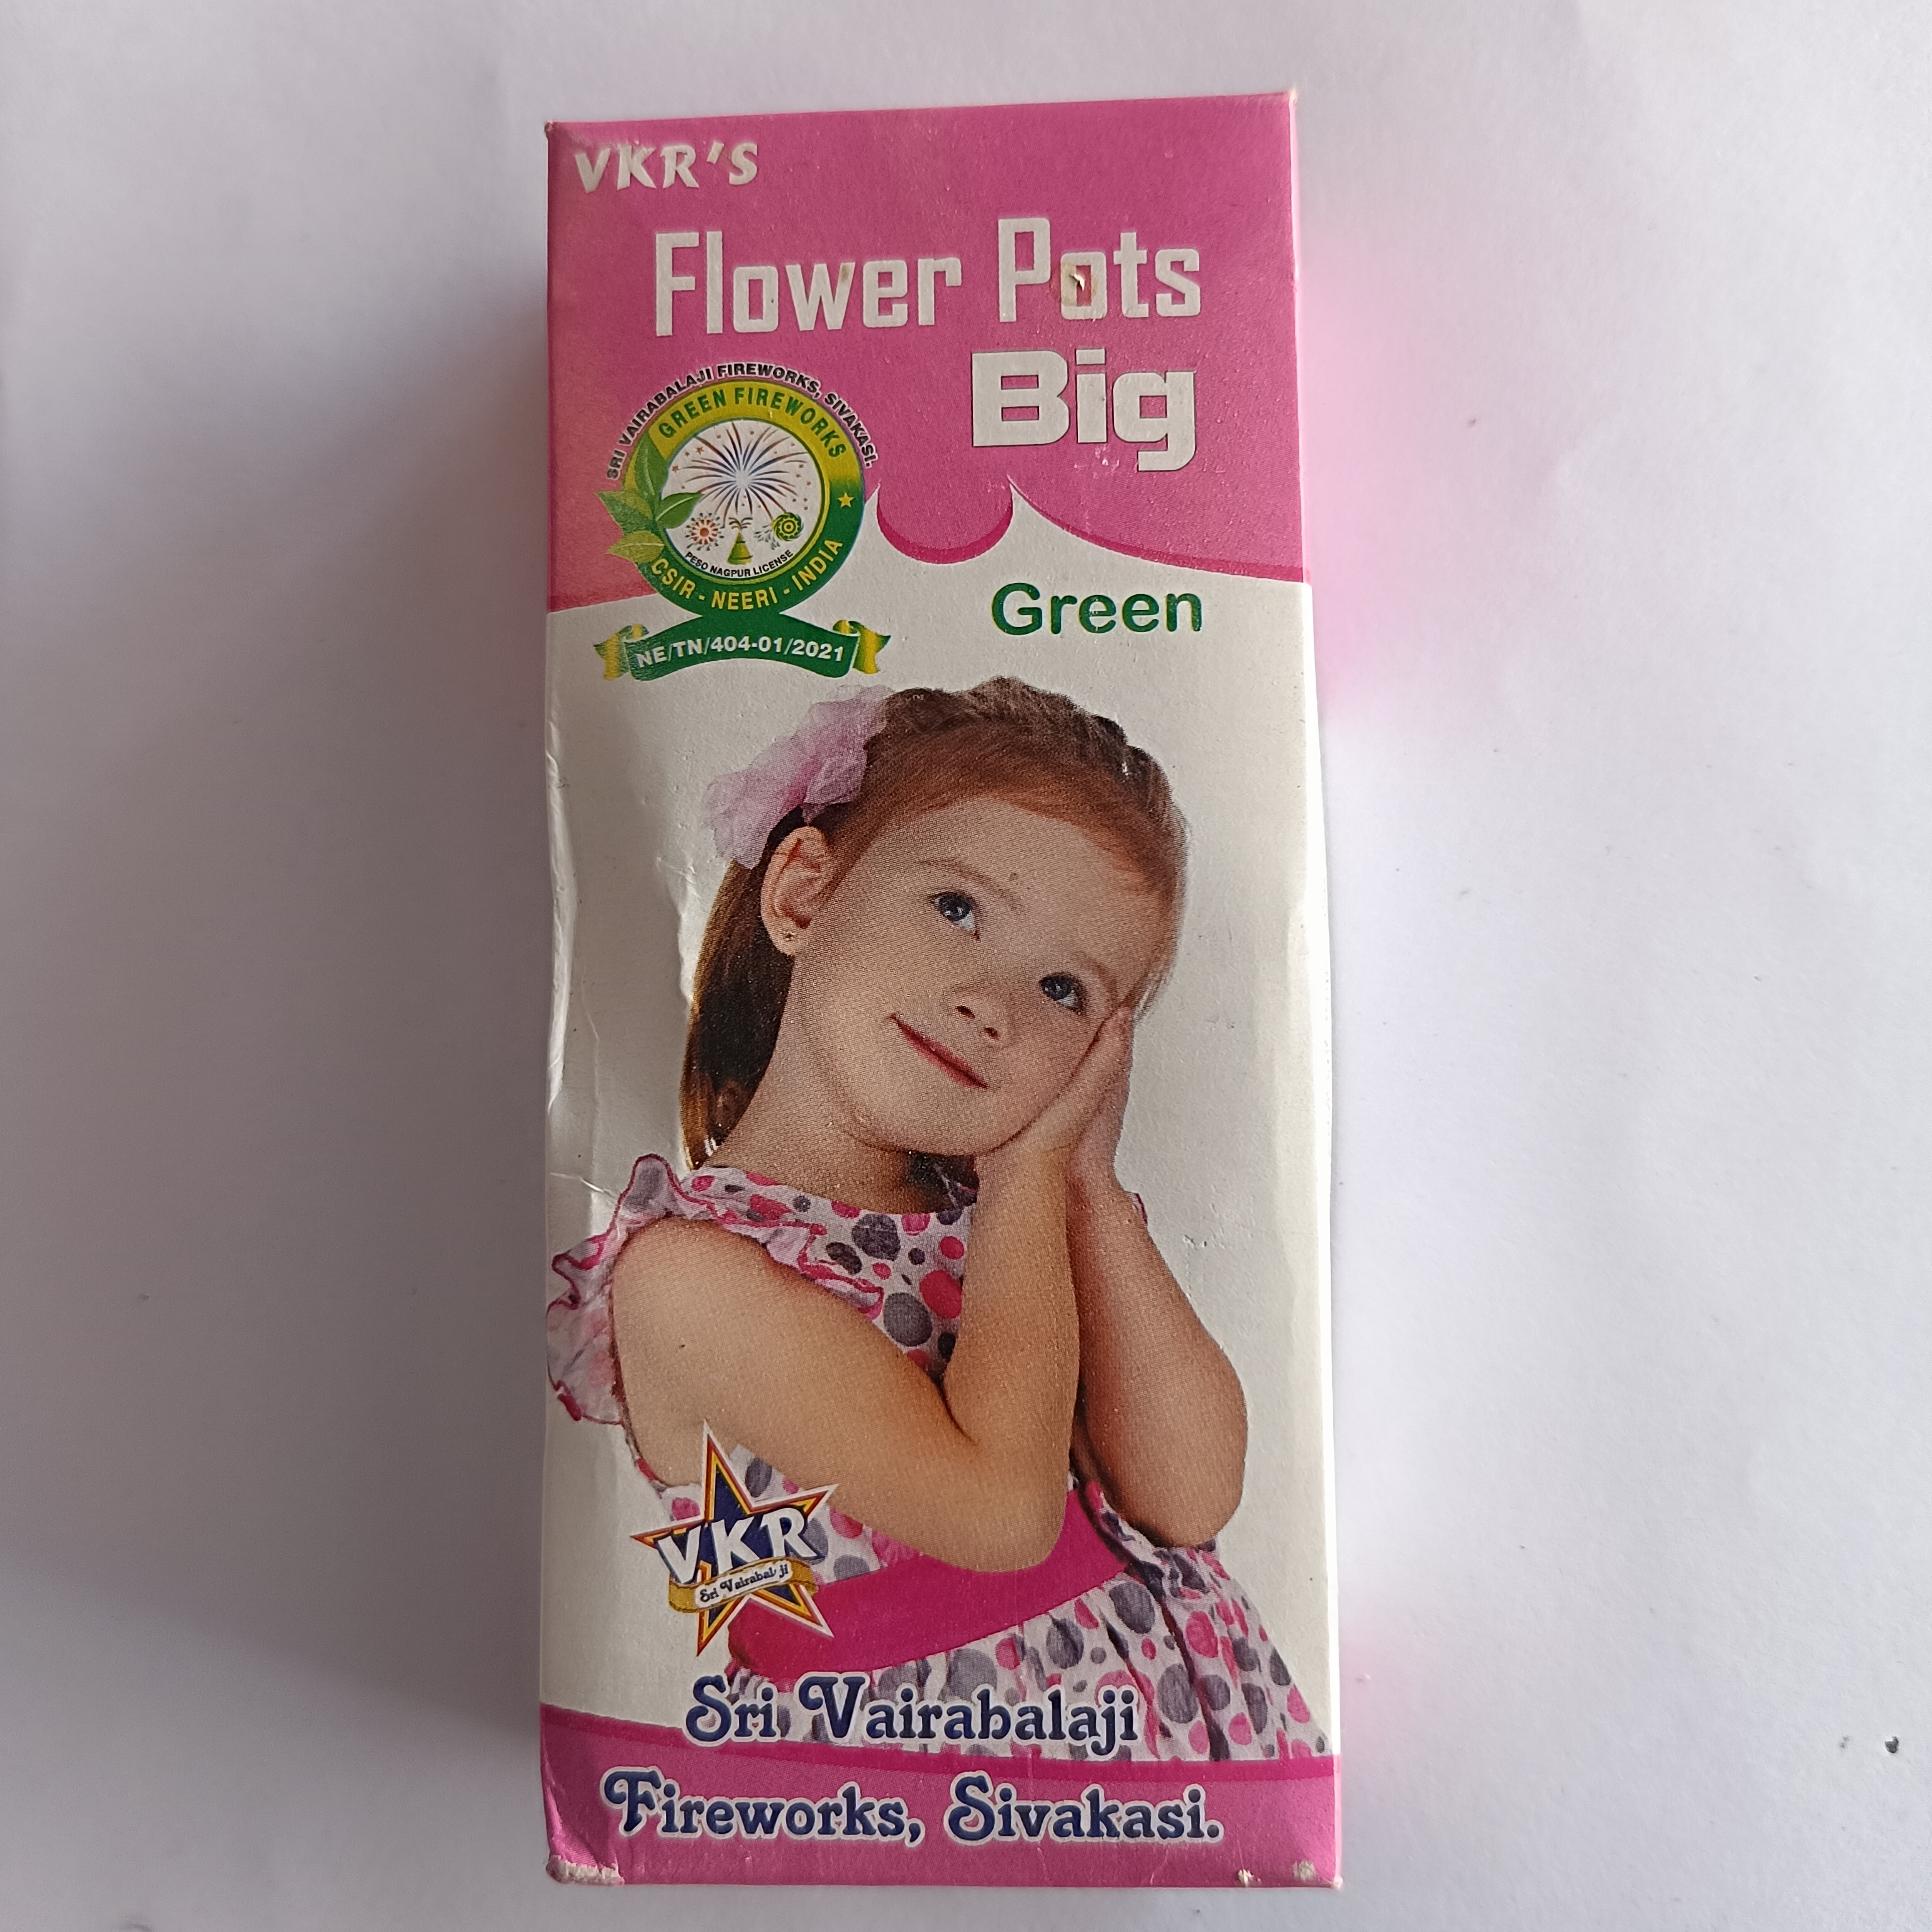 VKR'S
Flower Pots
Big
SRI VAIRABALAJI FIREWORKS, SIVAKASI.
GREEN FIREWORKS
PESO NAGPUR LICENSE
CSIR - NEERI - INDIA
NE/TN/404-01/2021
Green
VKR
Sri Vairabalaji
Sri Vairabalaji
Fireworks, Sivakasi.